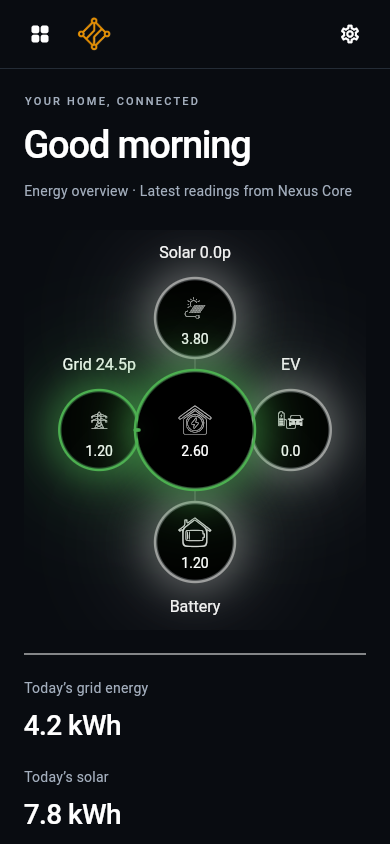 YOUR HOME, CONNECTED
Good morning
Energy overview · Latest readings from Nexus Core
Solar 0.0p
3.80
Grid 24.5p
EV
1.20
2.60
0.0
1.20
Battery
Today’s grid energy
4.2 kWh
Today’s solar
7.8 kWh